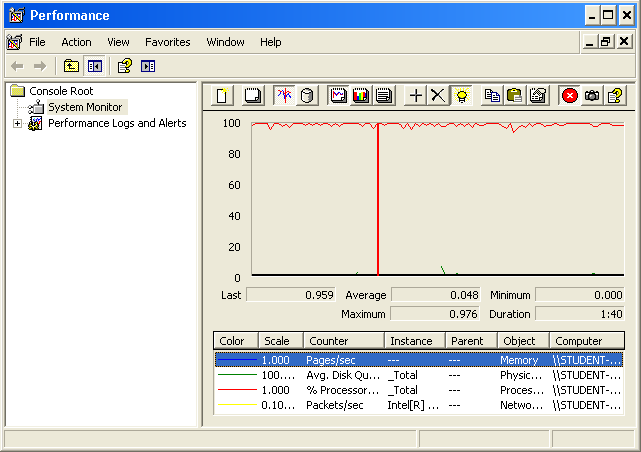 Performance
File Action View Favorites Window Help
Console Root
System Monitor
Performance Logs and Alerts
100
80
60
40
20
0
Last 0.959 Average 0.048 Minimum 0.000
Maximum 0.976 Duration 1:40
Color Scale Counter Instance Parent Object Computer
1.000 Pages/sec --- --- Memory \\STUDENT-...
100.... Avg. Disk Qu... _Total --- Physic... \\STUDENT-...
1.000 % Processor... _Total --- Proces... \\STUDENT-...
0.10... Packets/sec Intel[R] ... --- Netwo... \\STUDENT-...